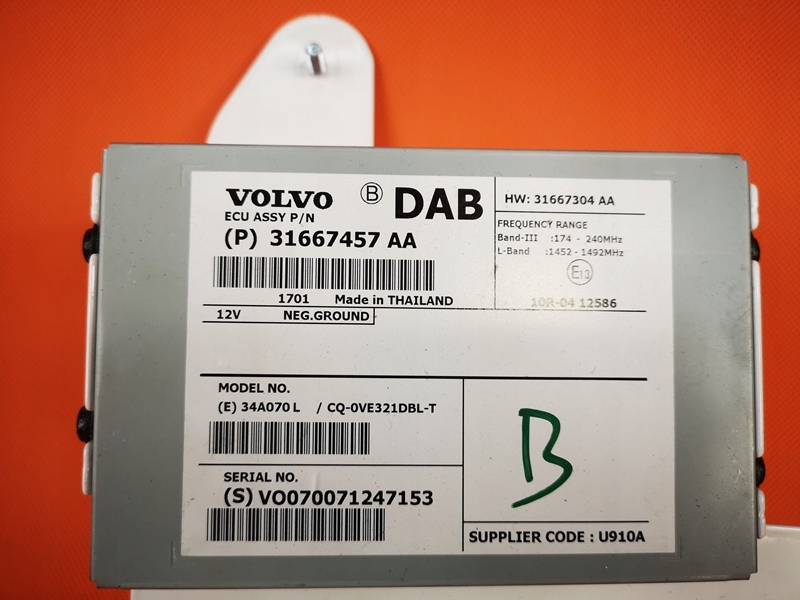 VOLVO Ⓑ DAB
ECU ASSY P/N
(P) 31667457 AA
1701 Made in THAILAND
HW: 31667304 AA
FREQUENCY RANGE
Band-III :174 - 240MHz
L-Band :1452 - 1492MHz
E13
10R-04 12586
12V NEG.GROUND
MODEL NO.
(E) 34A070 L / CQ-0VE321DBL-T
SERIAL NO.
(S) VO070071247153
B
SUPPLIER CODE : U910A